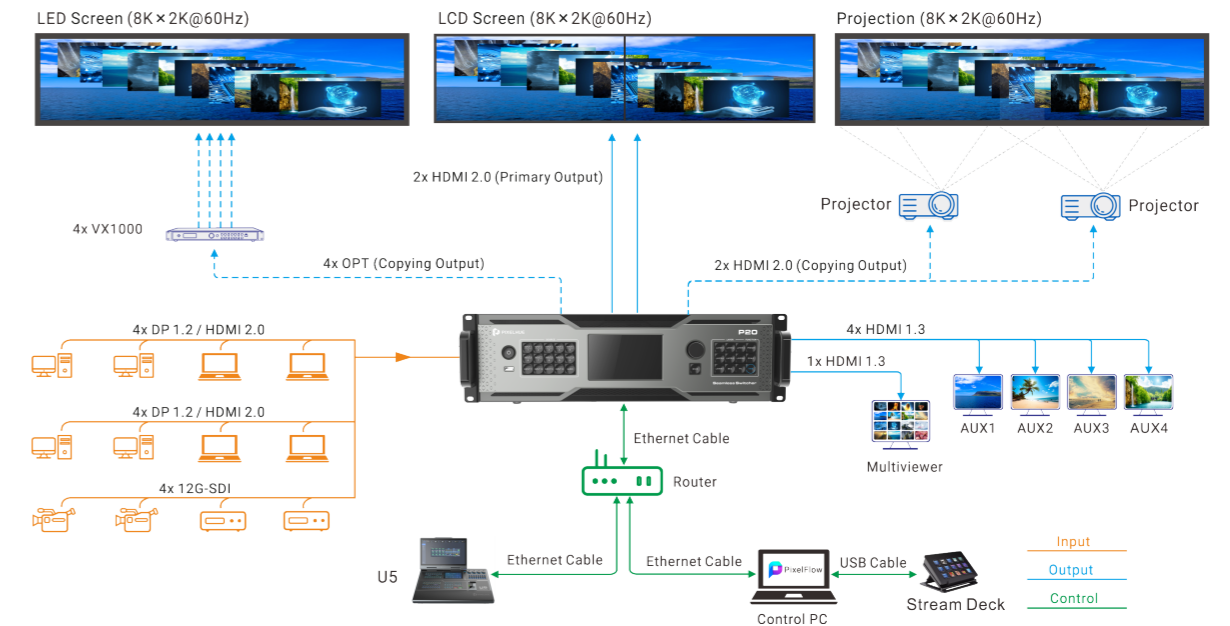 LED Screen (8K×2K@60Hz)
LCD Screen (8K×2K@60Hz)
Projection (8K×2K@60Hz)
2x HDMI 2.0 (Primary Output)
Projector
Projector
4x VX1000
4x OPT (Copying Output)
2x HDMI 2.0 (Copying Output)
4x DP 1.2 / HDMI 2.0
P20
Seamless Switcher
4x HDMI 1.3
1x HDMI 1.3
4x DP 1.2 / HDMI 2.0
AUX1
AUX2
AUX3
AUX4
Ethernet Cable
Multiviewer
Router
4x 12G-SDI
U5
Ethernet Cable
Ethernet Cable
PixelFlow
USB Cable
Stream Deck
Control PC
Input
Output
Control